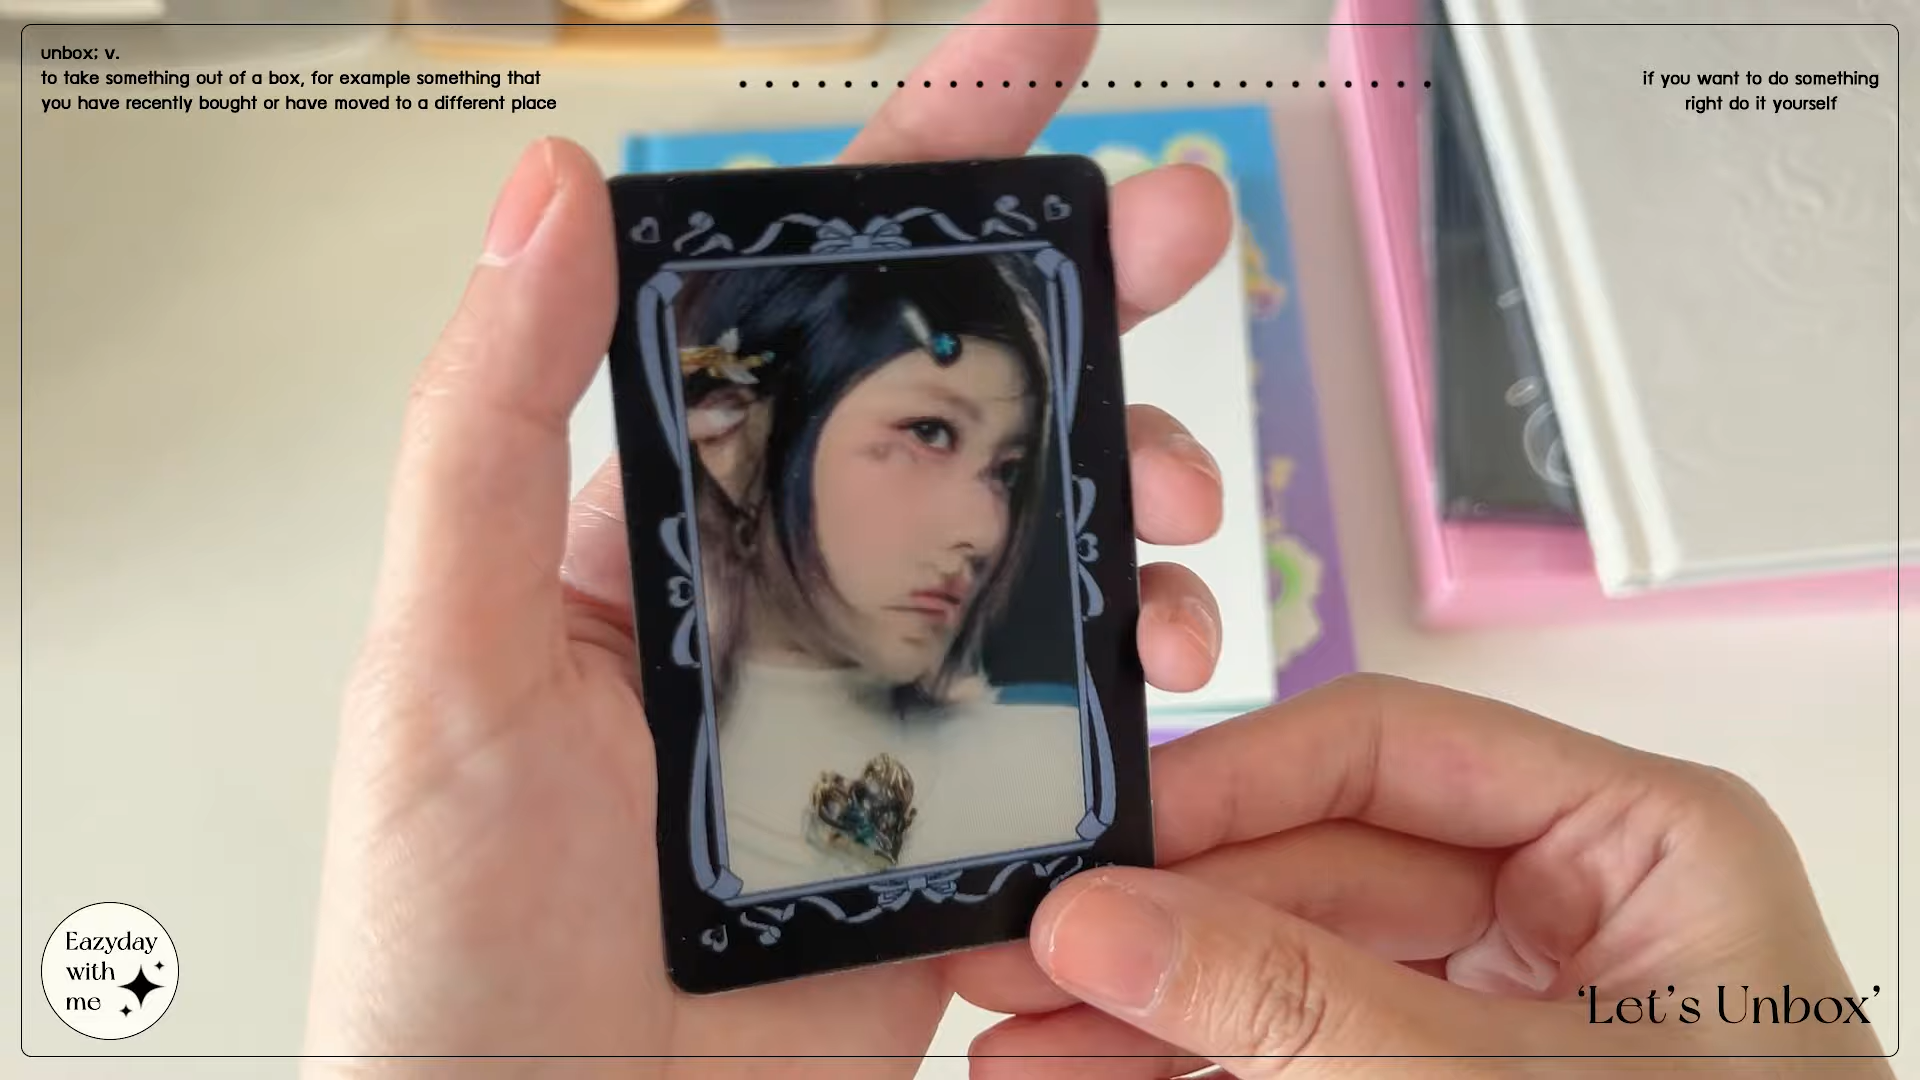 unbox; v.
to take something out of a box, for example something that
you have recently bought or have moved to a different place
if you want to do something
right do it yourself
Eazyday
with
me
‘Let’s Unbox’